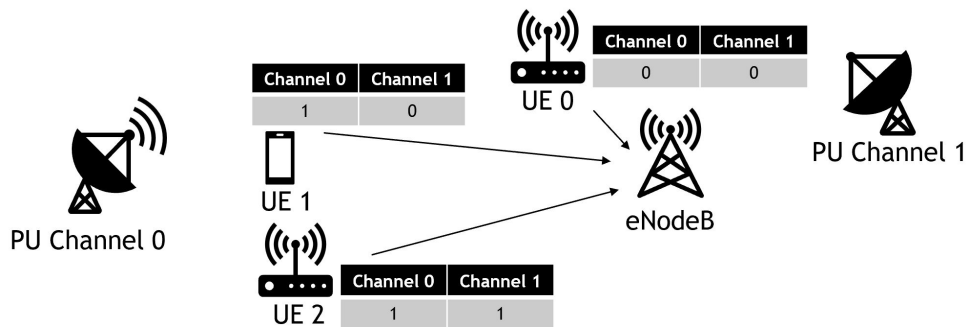 Channel 0 Channel 1
0 0
UE 0
PU Channel 1
Channel 0 Channel 1
1 0
UE 1
PU Channel 0
eNodeB
Channel 0 Channel 1
1 1
UE 2